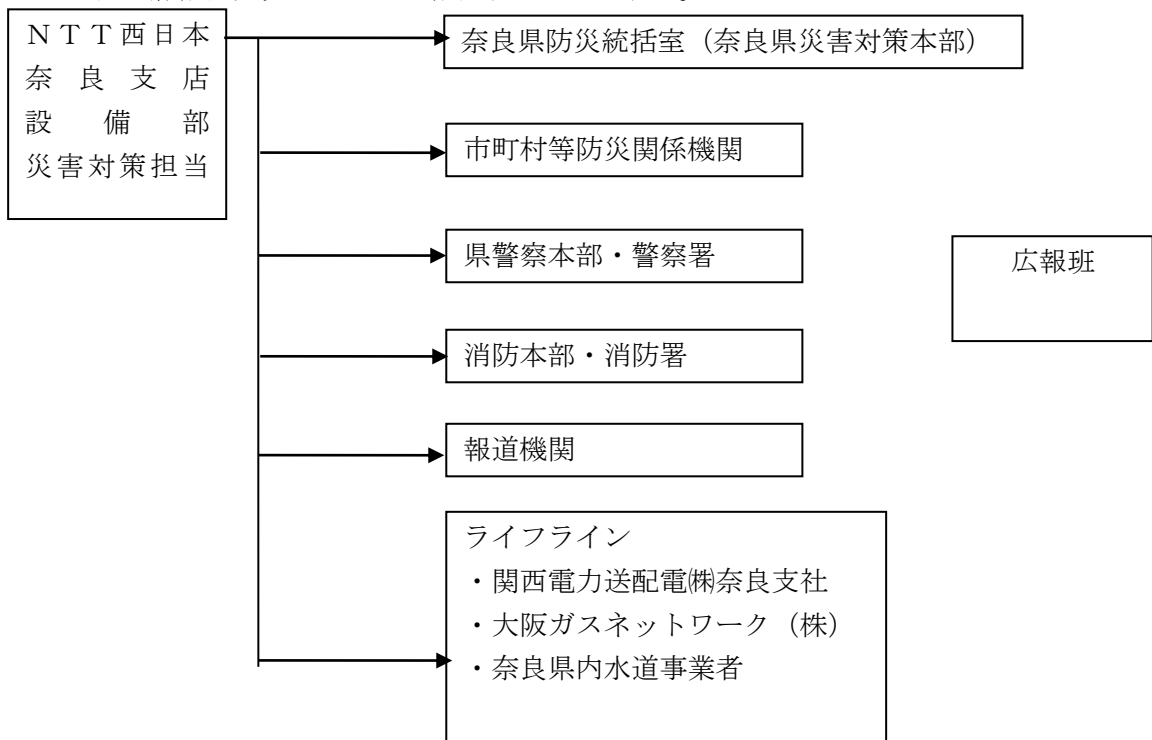 ＮＴＴ西日本
奈良支店
設備部
災害対策担当
奈良県防災統括室（奈良県災害対策本部）
市町村等防災関係機関
県警察本部・警察署
広報班
消防本部・消防署
報道機関
ライフライン
・関西電力送配電㈱奈良支社
・大阪ガスネットワーク（株）
・奈良県内水道事業者